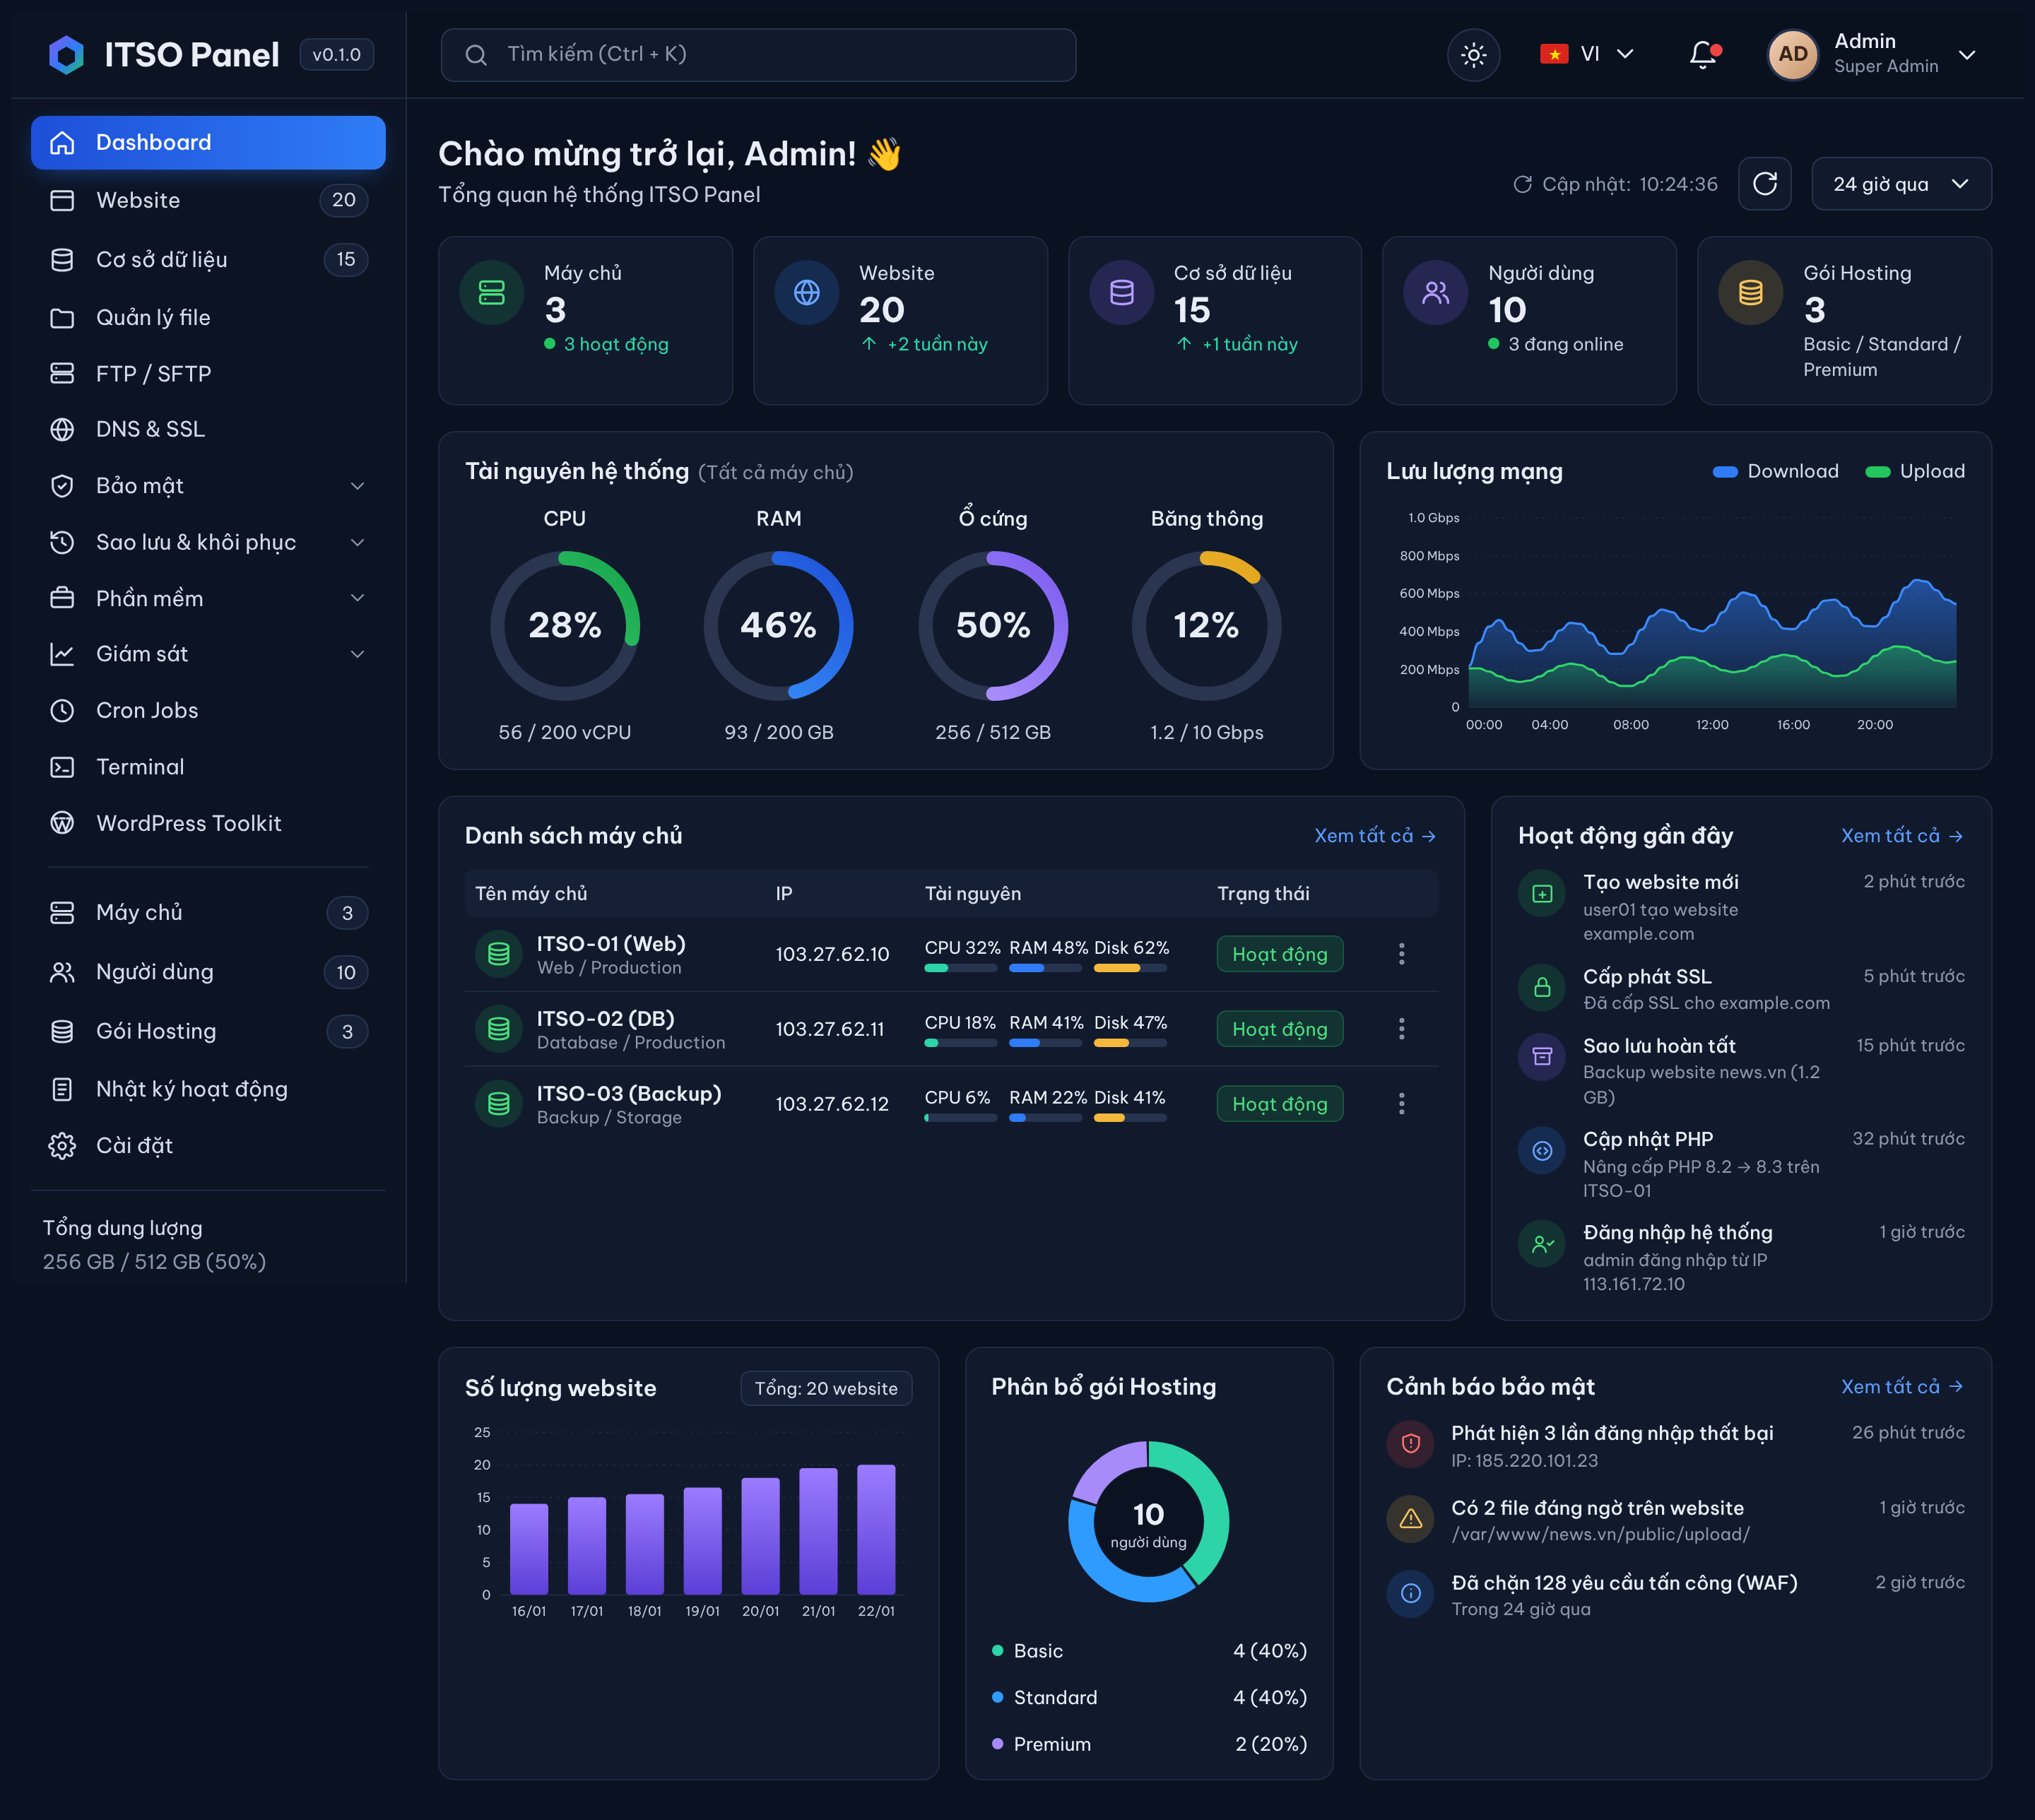 ITSO Panel v0.1.0
Tìm kiếm (Ctrl + K)
VI
AD
Admin
Super Admin
Dashboard
Website 20
Cơ sở dữ liệu 15
Quản lý file
FTP / SFTP
DNS & SSL
Bảo mật
Sao lưu & khôi phục
Phần mềm
Giám sát
Cron Jobs
Terminal
WordPress Toolkit
Máy chủ 3
Người dùng 10
Gói Hosting 3
Nhật ký hoạt động
Cài đặt
Tổng dung lượng
256 GB / 512 GB (50%)
Chào mừng trở lại, Admin! 👋
Tổng quan hệ thống ITSO Panel
Cập nhật: 10:24:36
24 giờ qua
Máy chủ
3
3 hoạt động
Website
20
↑ +2 tuần này
Cơ sở dữ liệu
15
↑ +1 tuần này
Người dùng
10
3 đang online
Gói Hosting
3
Basic / Standard /
Premium
Tài nguyên hệ thống (Tất cả máy chủ)
CPU
28%
56 / 200 vCPU
RAM
46%
93 / 200 GB
Ổ cứng
50%
256 / 512 GB
Băng thông
12%
1.2 / 10 Gbps
Lưu lượng mạng
Download Upload
1.0 Gbps
800 Mbps
600 Mbps
400 Mbps
200 Mbps
0
00:00 04:00 08:00 12:00 16:00 20:00
Danh sách máy chủ
Xem tất cả →
Tên máy chủ IP Tài nguyên Trạng thái
ITSO-01 (Web)
Web / Production
103.27.62.10
CPU 32% RAM 48% Disk 62%
Hoạt động
ITSO-02 (DB)
Database / Production
103.27.62.11
CPU 18% RAM 41% Disk 47%
Hoạt động
ITSO-03 (Backup)
Backup / Storage
103.27.62.12
CPU 6% RAM 22% Disk 41%
Hoạt động
Hoạt động gần đây
Xem tất cả →
Tạo website mới 2 phút trước
user01 tạo website
example.com
Cấp phát SSL 5 phút trước
Đã cấp SSL cho example.com
Sao lưu hoàn tất 15 phút trước
Backup website news.vn (1.2
GB)
Cập nhật PHP 32 phút trước
Nâng cấp PHP 8.2 → 8.3 trên
ITSO-01
Đăng nhập hệ thống 1 giờ trước
admin đăng nhập từ IP
113.161.72.10
Số lượng website
Tổng: 20 website
25
20
15
10
5
0
16/01 17/01 18/01 19/01 20/01 21/01 22/01
Phân bổ gói Hosting
10
người dùng
Basic 4 (40%)
Standard 4 (40%)
Premium 2 (20%)
Cảnh báo bảo mật
Xem tất cả →
Phát hiện 3 lần đăng nhập thất bại 26 phút trước
IP: 185.220.101.23
Có 2 file đáng ngờ trên website 1 giờ trước
/var/www/news.vn/public/upload/
Đã chặn 128 yêu cầu tấn công (WAF) 2 giờ trước
Trong 24 giờ qua